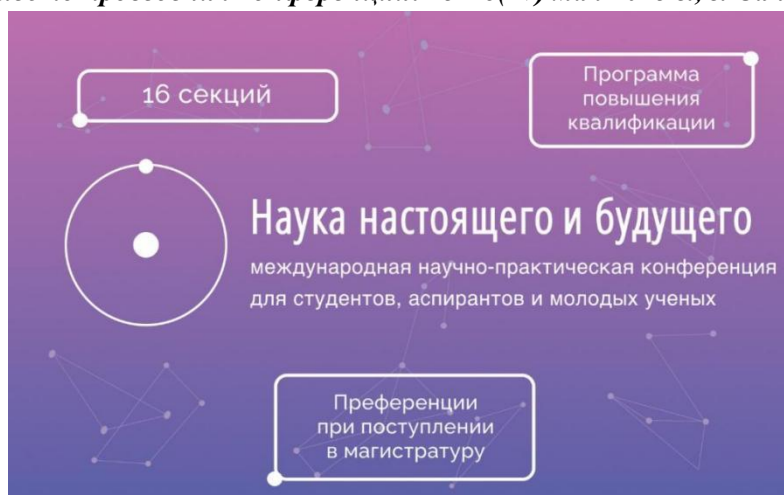 16 секций
Программа
повышения
квалификации
Наука настоящего и будущего
международная научно-практическая конференция
для студентов, аспирантов и молодых ученых
Преференции
при поступлении
в магистратуру